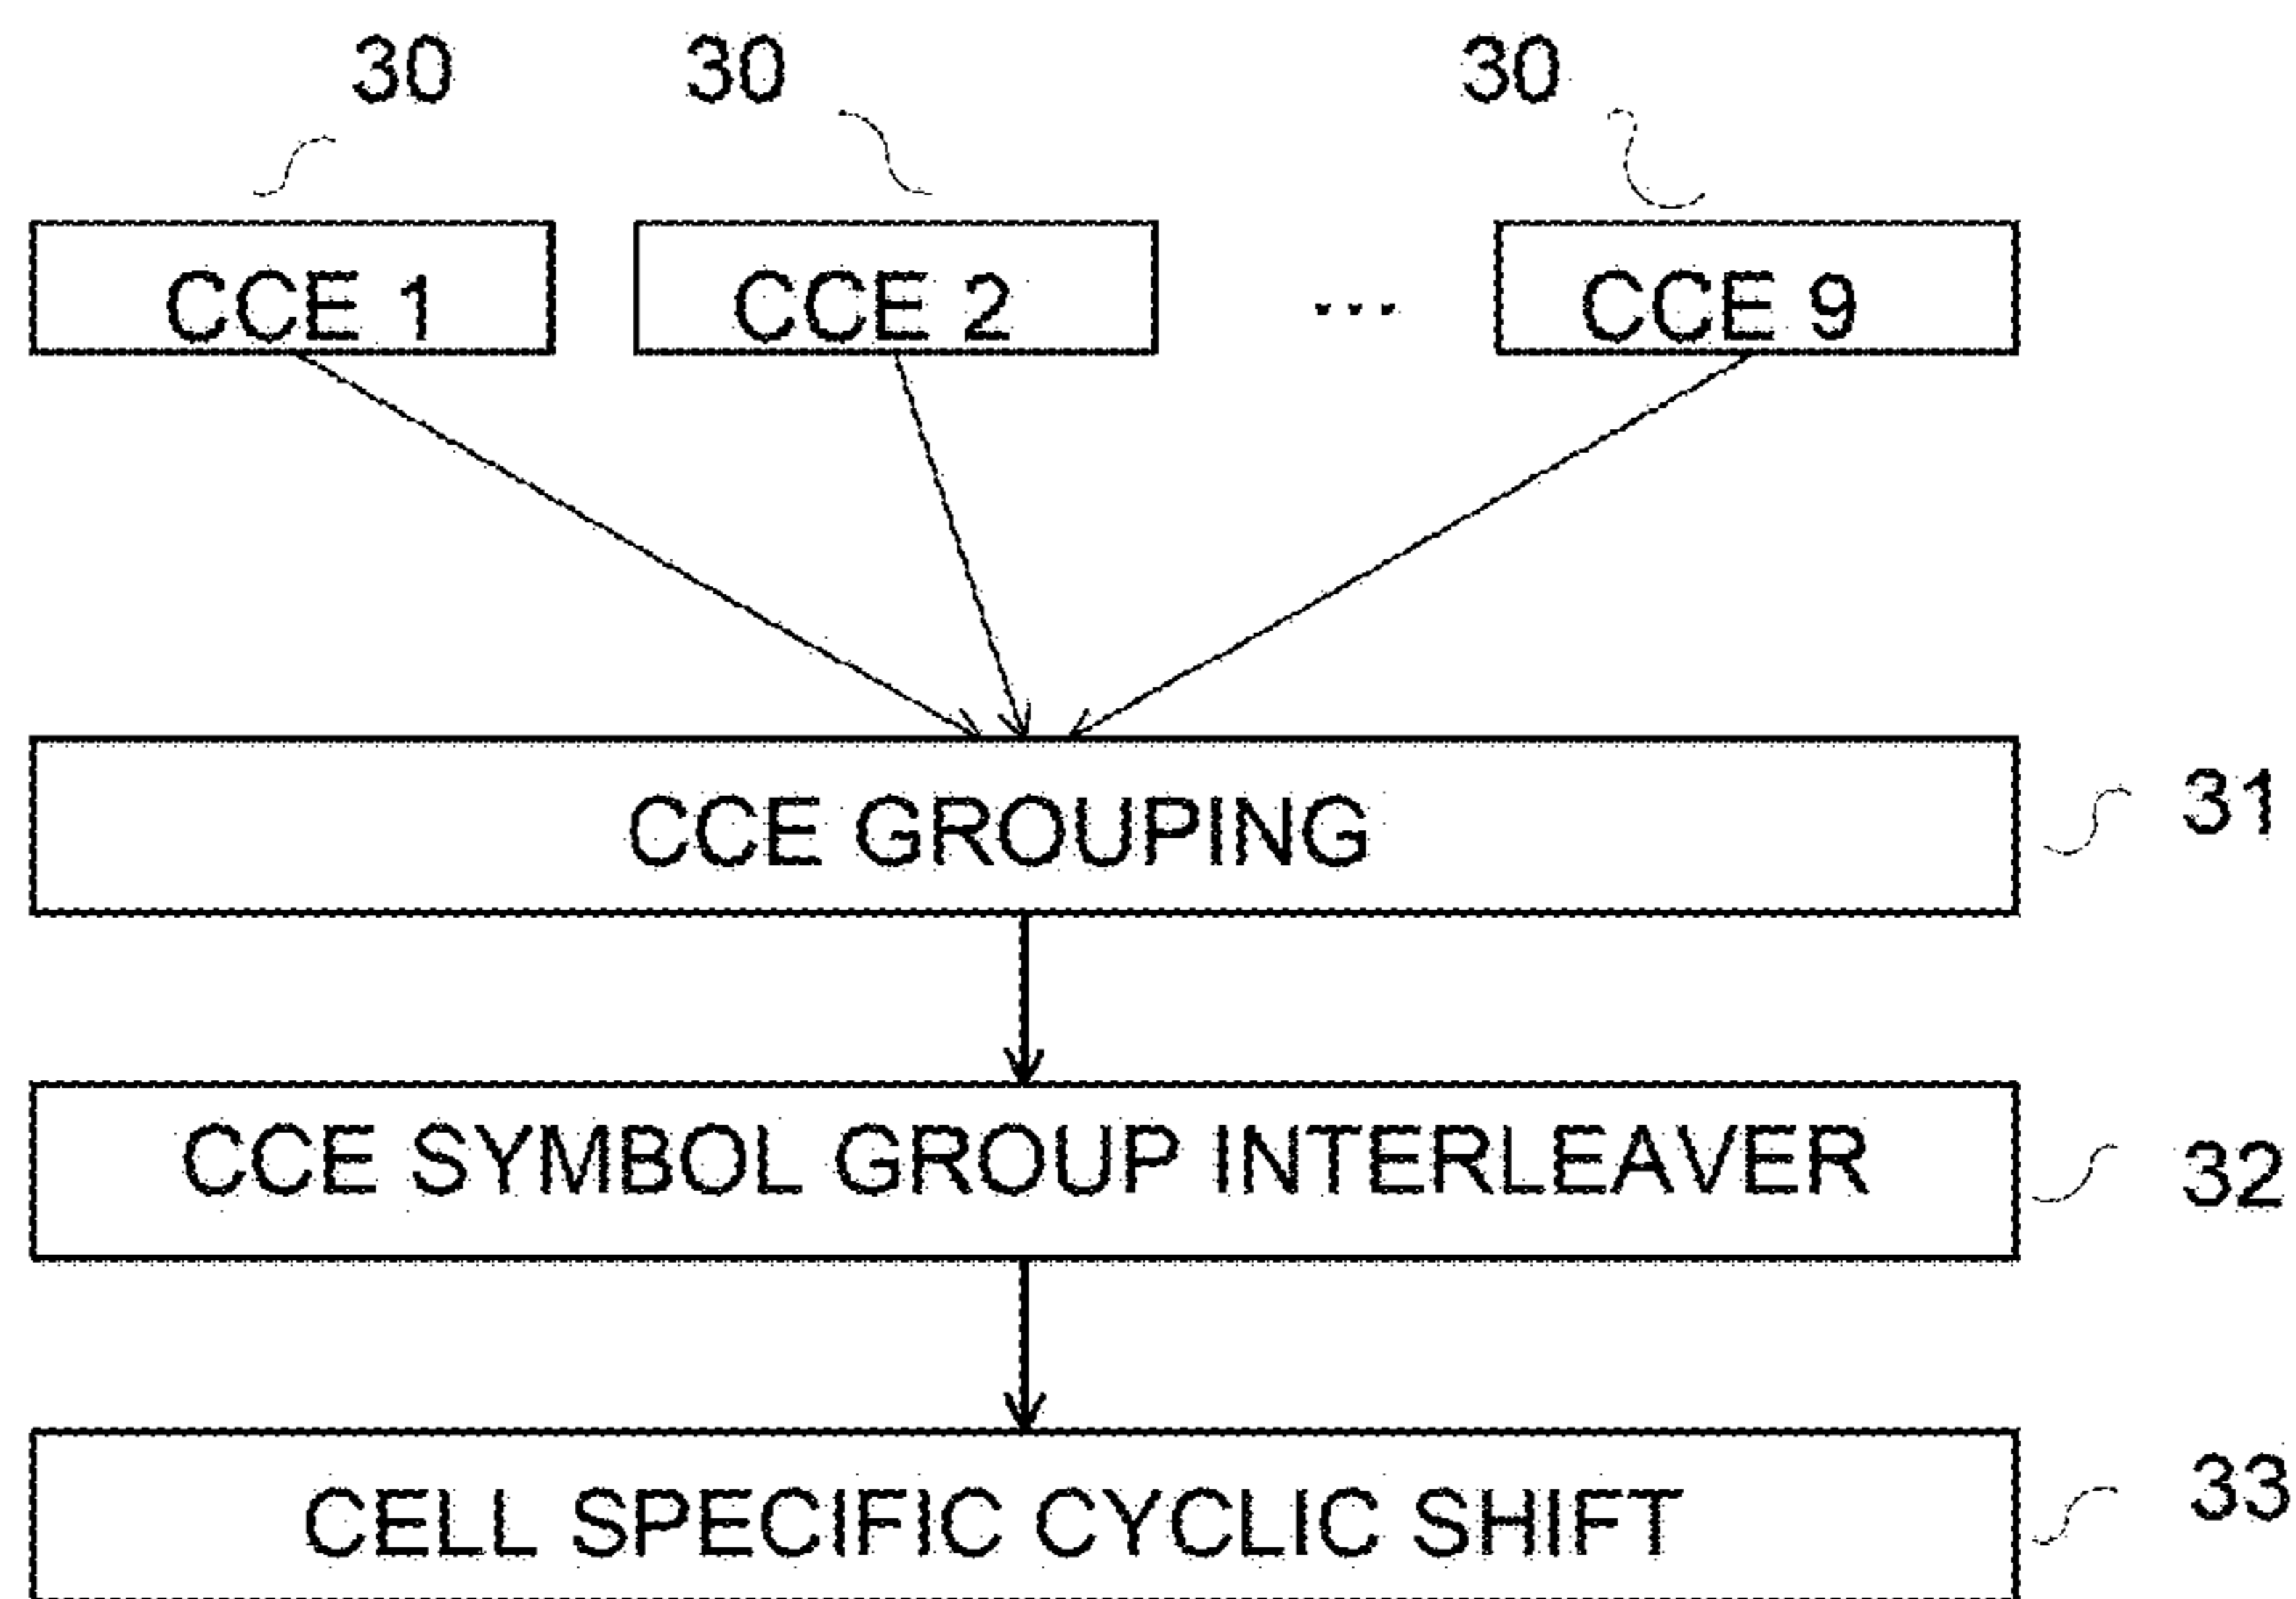 30 30 30
CCE 1 CCE 2 ... CCE 9
CCE GROUPING 31
CCE SYMBOL GROUP INTERLEAVER 32
CELL SPECIFIC CYCLIC SHIFT 33